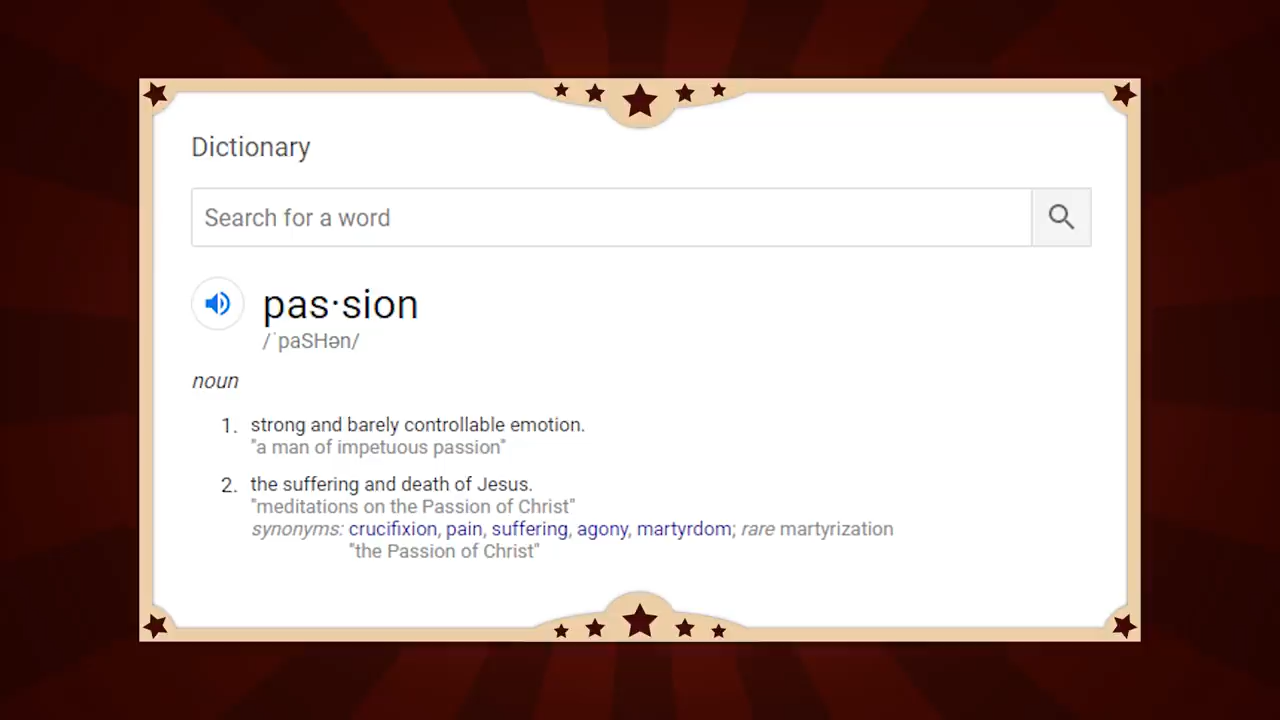 Dictionary
Search for a word
pas·sion
/ˈpaSHən/
noun
1. strong and barely controllable emotion.
"a man of impetuous passion"
2. the suffering and death of Jesus.
"meditations on the Passion of Christ"
synonyms: crucifixion, pain, suffering, agony, martyrdom; rare martyrization
"the Passion of Christ"